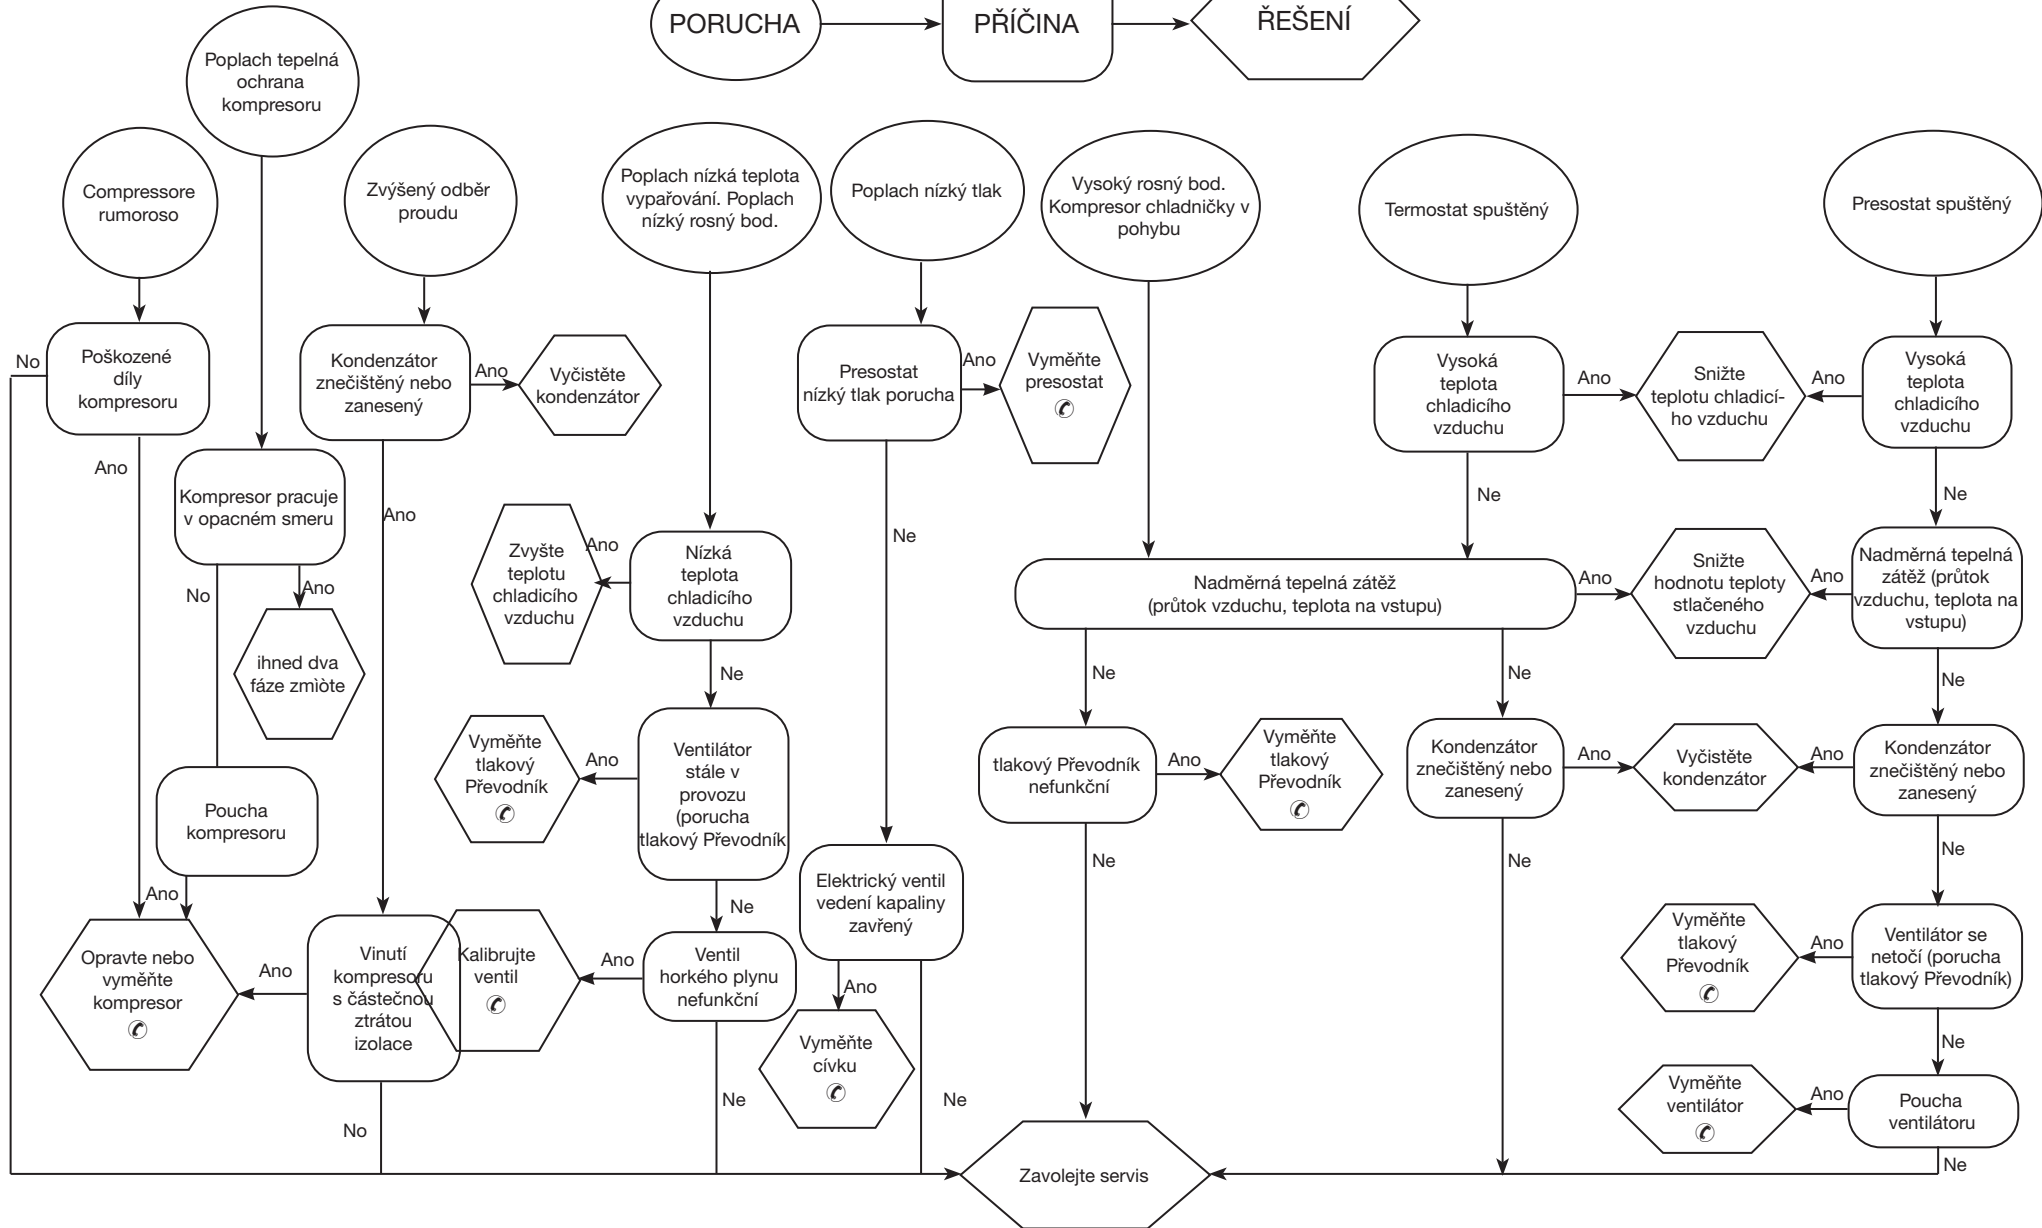 PORUCHA
PŘÍČINA
ŘEŠENÍ
Poplach tepelná
ochrana
kompresoru
Compressore
rumoroso
Zvýšený odběr
proudu
Poplach nízká teplota
vypařování. Poplach
nízký rosný bod.
Poplach nízký tlak
Vysoký rosný bod.
Kompresor chladničky v
pohybu
Termostat spuštěný
Presostat spuštěný
No
Poškozené
díly
kompresoru
Ano
Kondenzátor
znečištěný nebo
zanesený
Ano
Vyčistěte
kondenzátor
Presostat
nízký tlak porucha
Ano
Vyměňte
presostat
✆
Vysoká
teplota
chladicího
vzduchu
Ano
Snižte
teplotu chladicí-
ho vzduchu
Ano
Vysoká
teplota
chladicího
vzduchu
Kompresor pracuje
v opacném smeru
Ano
Ne
Ne
Ne
No
Ano
ihned dva
fáze zmìòte
Zvyšte
teplotu
chladicího
vzduchu
Ano
Nízká
teplota
chladicího
vzduchu
Nadměrná tepelná zátěž
(průtok vzduchu, teplota na vstupu)
Ano
Snižte
hodnotu teploty
stlačeného
vzduchu
Ano
Nadměrná tepelná
zátěž (průtok
vzduchu, teplota na
vstupu)
Ne
Ne
Ne
Ne
Poucha
kompresoru
Ano
Vyměňte
tlakový
Převodník
✆
Ano
Ventilátor
stále v
provozu
(porucha
tlakový Převodník
tlakový Převodník
nefunkční
Ano
Vyměňte
tlakový
Převodník
✆
Kondenzátor
znečištěný nebo
zanesený
Ano
Vyčistěte
kondenzátor
Ano
Kondenzátor
znečištěný nebo
zanesený
Ne
Ne
Ne
Ne
Opravte nebo
vyměňte
kompresor
✆
Ano
Vinutí
kompresoru
s částečnou
ztrátou
izolace
Kalibrujte
ventil
✆
Ano
Ventil
horkého plynu
nefunkční
Elektrický ventil
vedení kapaliny
zavřený
Ano
Vyměňte
cívku
✆
Vyměňte
tlakový
Převodník
✆
Ano
Ventilátor se
netočí (porucha
tlakový Převodník)
Ne
Vyměňte
ventilátor
✆
Ano
Poucha
ventilátoru
No
Ne
Ne
Ne
Zavolejte servis